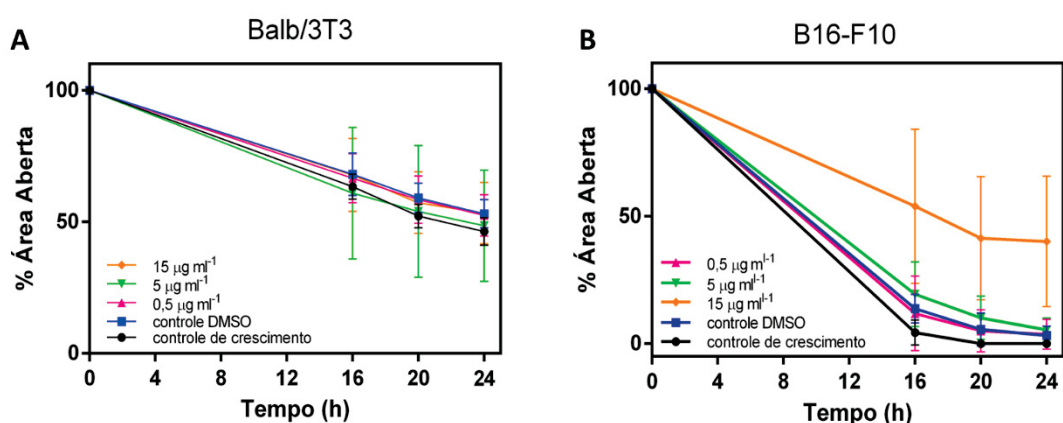 A
Balb/3T3
% Área Aberta
100
50
0
15 µg ml⁻¹
5 µg ml⁻¹
0,5 µg ml⁻¹
controle DMSO
controle de crescimento
0 4 8 12 16 20 24
Tempo (h)
B
B16-F10
% Área Aberta
100
50
0
0,5 µg mlˡ⁻¹
5 µg mlˡ⁻¹
15 µg mlˡ⁻¹
controle DMSO
controle de crescimento
0 4 8 12 16 20 24
Tempo (h)